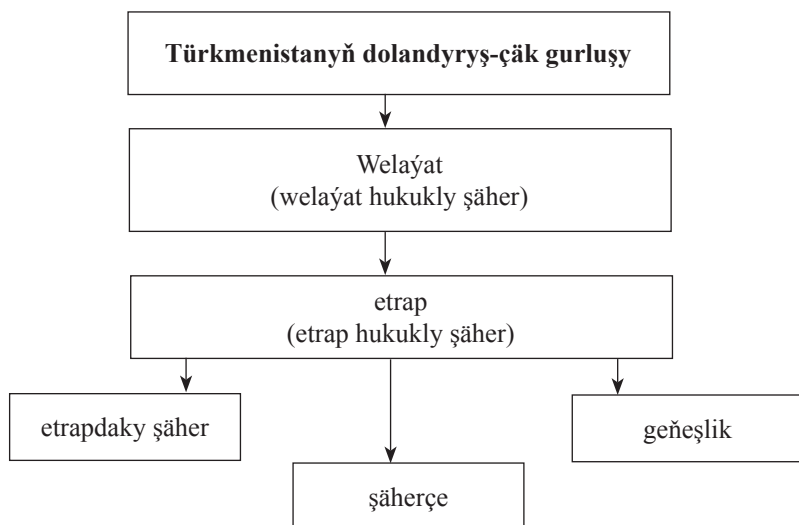 Türkmenistanyň dolandyryş-çäk gurluşy
Welaýat
(welaýat hukukly şäher)
etrap
(etrap hukukly şäher)
etrapdaky şäher
geňeşlik
şäherçe